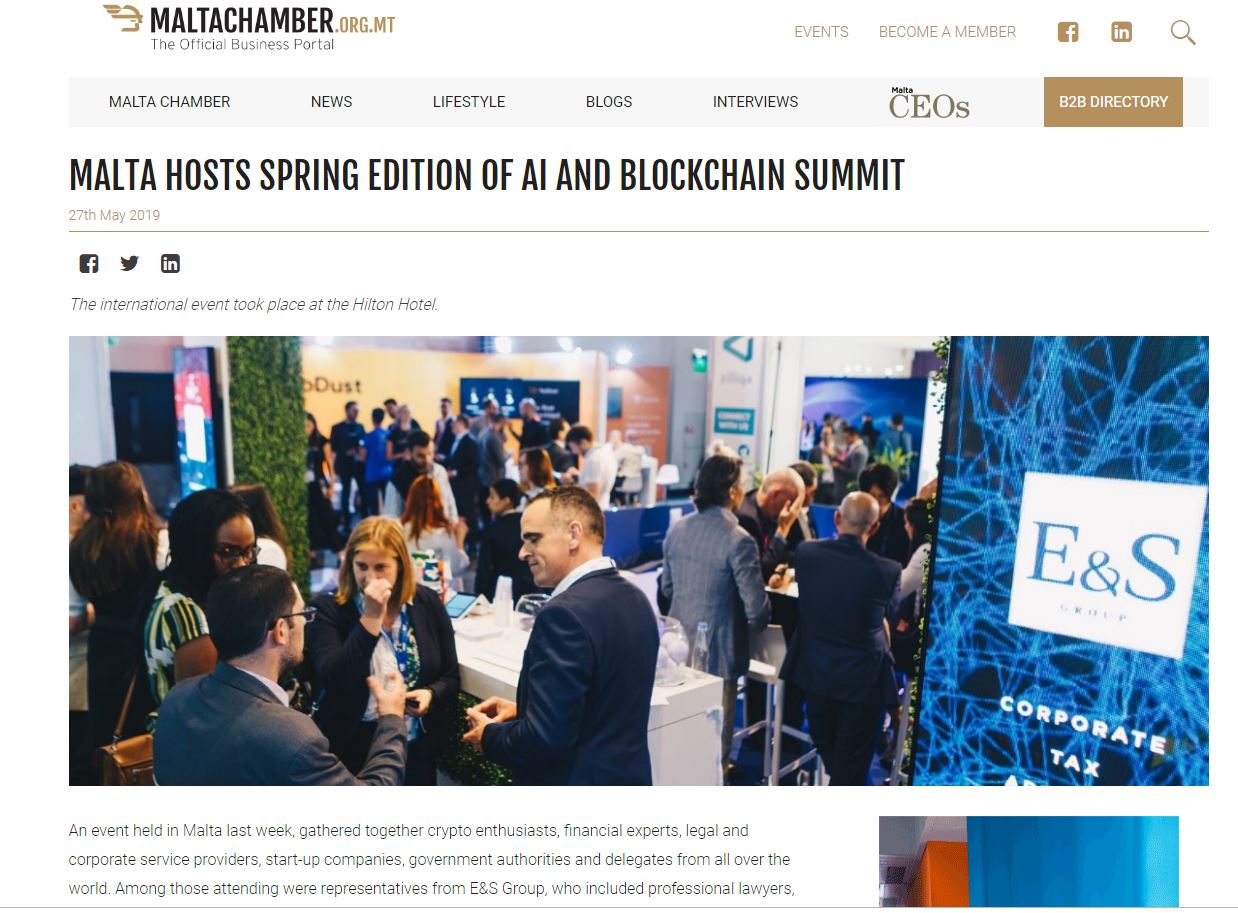 MALTACHAMBER.ORG.MT
The Official Business Portal
EVENTS
BECOME A MEMBER
MALTA CHAMBER
NEWS
LIFESTYLE
BLOGS
INTERVIEWS
Malta
CEOs
B2B DIRECTORY
MALTA HOSTS SPRING EDITION OF AI AND BLOCKCHAIN SUMMIT
27th May 2019
The international event took place at the Hilton Hotel.
oDust
zilliqa
CONNECT
WITH US
E&S
GROUP
CORPORATE
TAX
An event held in Malta last week, gathered together crypto enthusiasts, financial experts, legal and
corporate service providers, start-up companies, government authorities and delegates from all over the
world. Among those attending were representatives from E&S Group, who included professional lawyers,